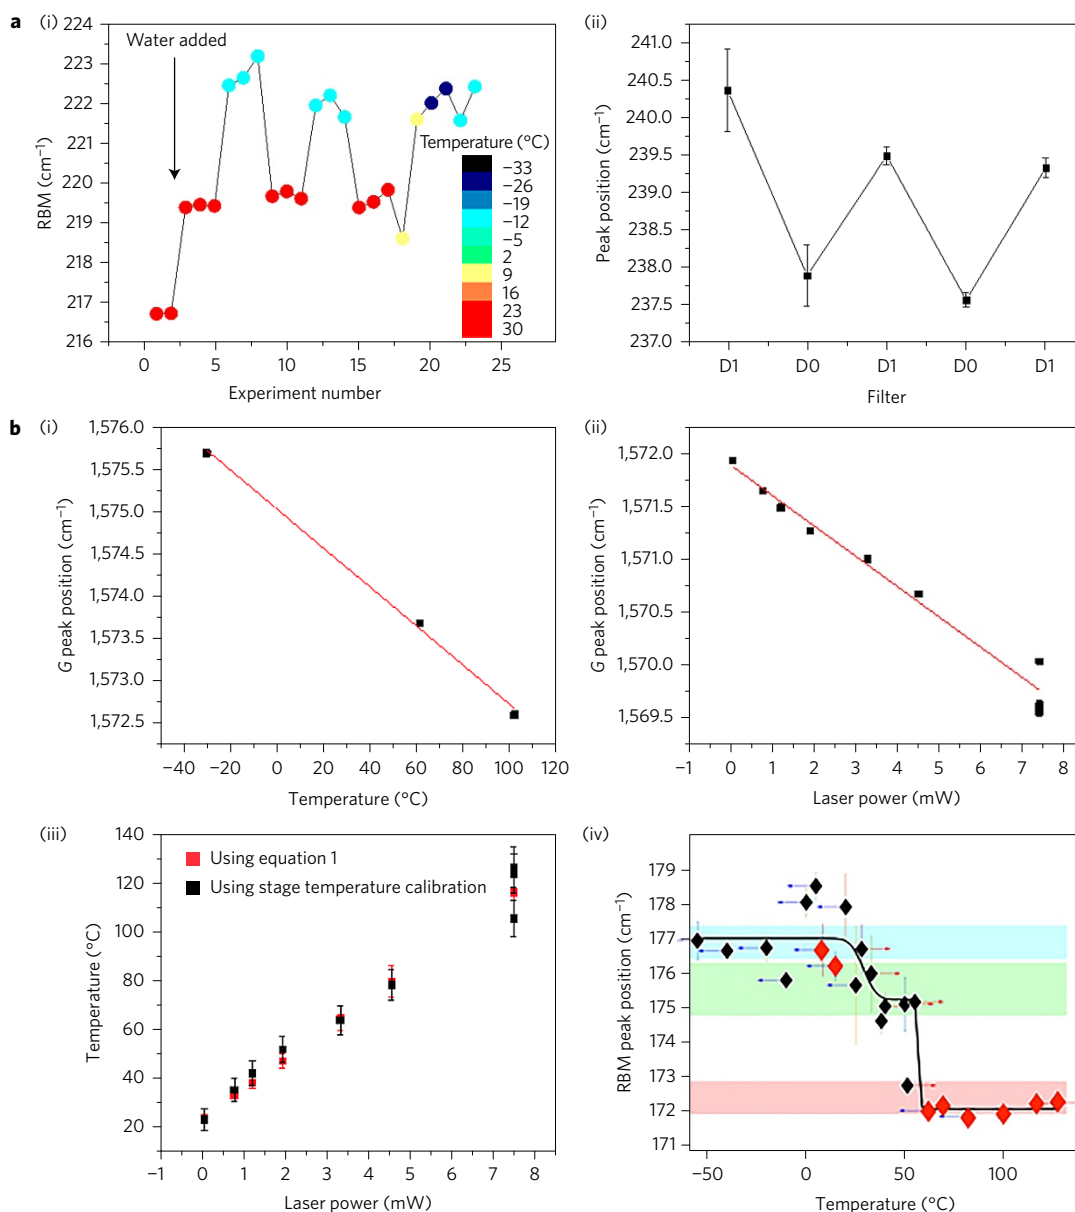 a (i)
224
223
222
221
220
219
218
217
216
RBM (cm⁻¹)
Water added
Temperature (°C)
−33
−26
−19
−12
−5
2
9
16
23
30
0 5 10 15 20 25
Experiment number
(ii)
241.0
240.5
240.0
239.5
239.0
238.5
238.0
237.5
237.0
Peak position (cm⁻¹)
D1 D0 D1 D0 D1
Filter
b (i)
1,576.0
1,575.5
1,575.0
1,574.5
1,574.0
1,573.5
1,573.0
1,572.5
G peak position (cm⁻¹)
−40 −20 0 20 40 60 80 100 120
Temperature (°C)
(ii)
1,572.0
1,571.5
1,571.0
1,570.5
1,570.0
1,569.5
G peak position (cm⁻¹)
−1 0 1 2 3 4 5 6 7 8
Laser power (mW)
(iii)
140
120
100
80
60
40
20
Temperature (°C)
Using equation 1
Using stage temperature calibration
−1 0 1 2 3 4 5 6 7 8
Laser power (mW)
(iv)
179
178
177
176
175
174
173
172
171
RBM peak position (cm⁻¹)
−50 0 50 100
Temperature (°C)